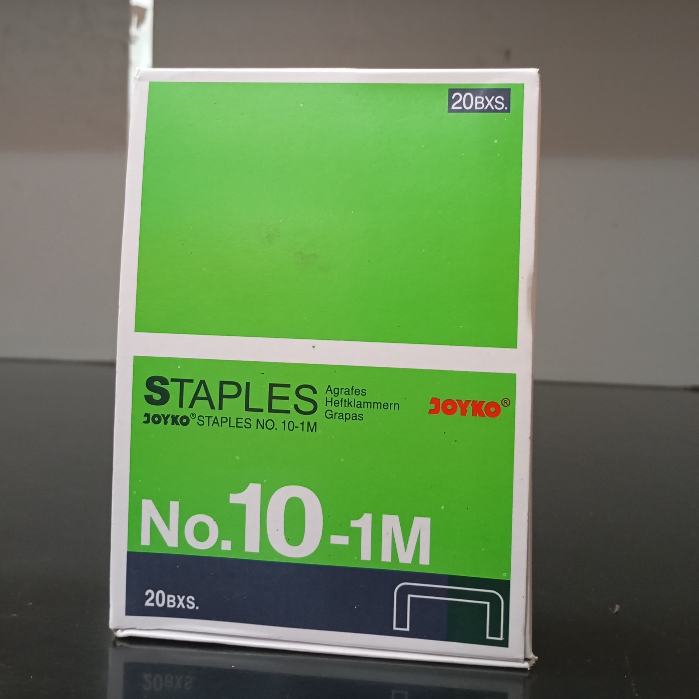 20BXS.
STAPLES
Agrafes
Heftklammern
Grapas
JOYKO® STAPLES NO. 10-1M
JOYKO®
No.10-1M
20BXS.